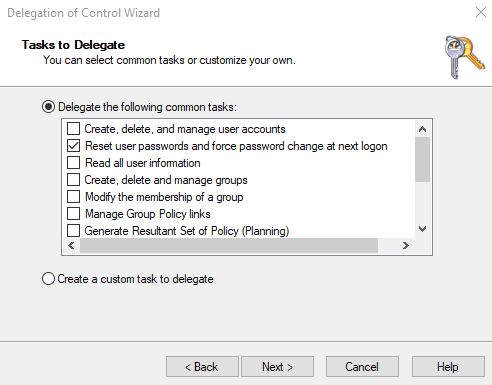 Delegation of Control Wizard
Tasks to Delegate
You can select common tasks or customize your own.
Delegate the following common tasks:
Create, delete, and manage user accounts
Reset user passwords and force password change at next logon
Read all user information
Create, delete and manage groups
Modify the membership of a group
Manage Group Policy links
Generate Resultant Set of Policy (Planning)
Create a custom task to delegate
< Back
Next >
Cancel
Help